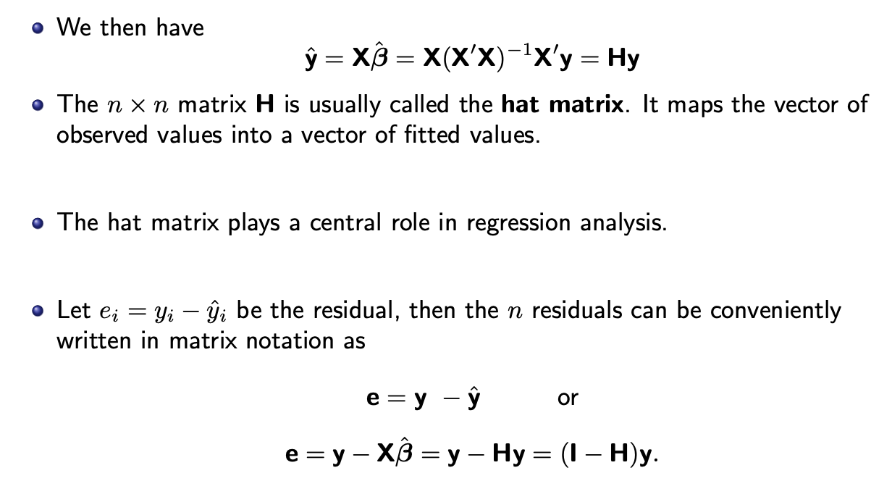 • We then have
ŷ = Xβ̂ = X(X′X)⁻¹X′y = Hy
• The n × n matrix H is usually called the hat matrix. It maps the vector of
observed values into a vector of fitted values.
• The hat matrix plays a central role in regression analysis.
• Let eᵢ = yᵢ − ŷᵢ be the residual, then the n residuals can be conveniently
written in matrix notation as
e = y − ŷ or
e = y − Xβ̂ = y − Hy = (I − H)y.